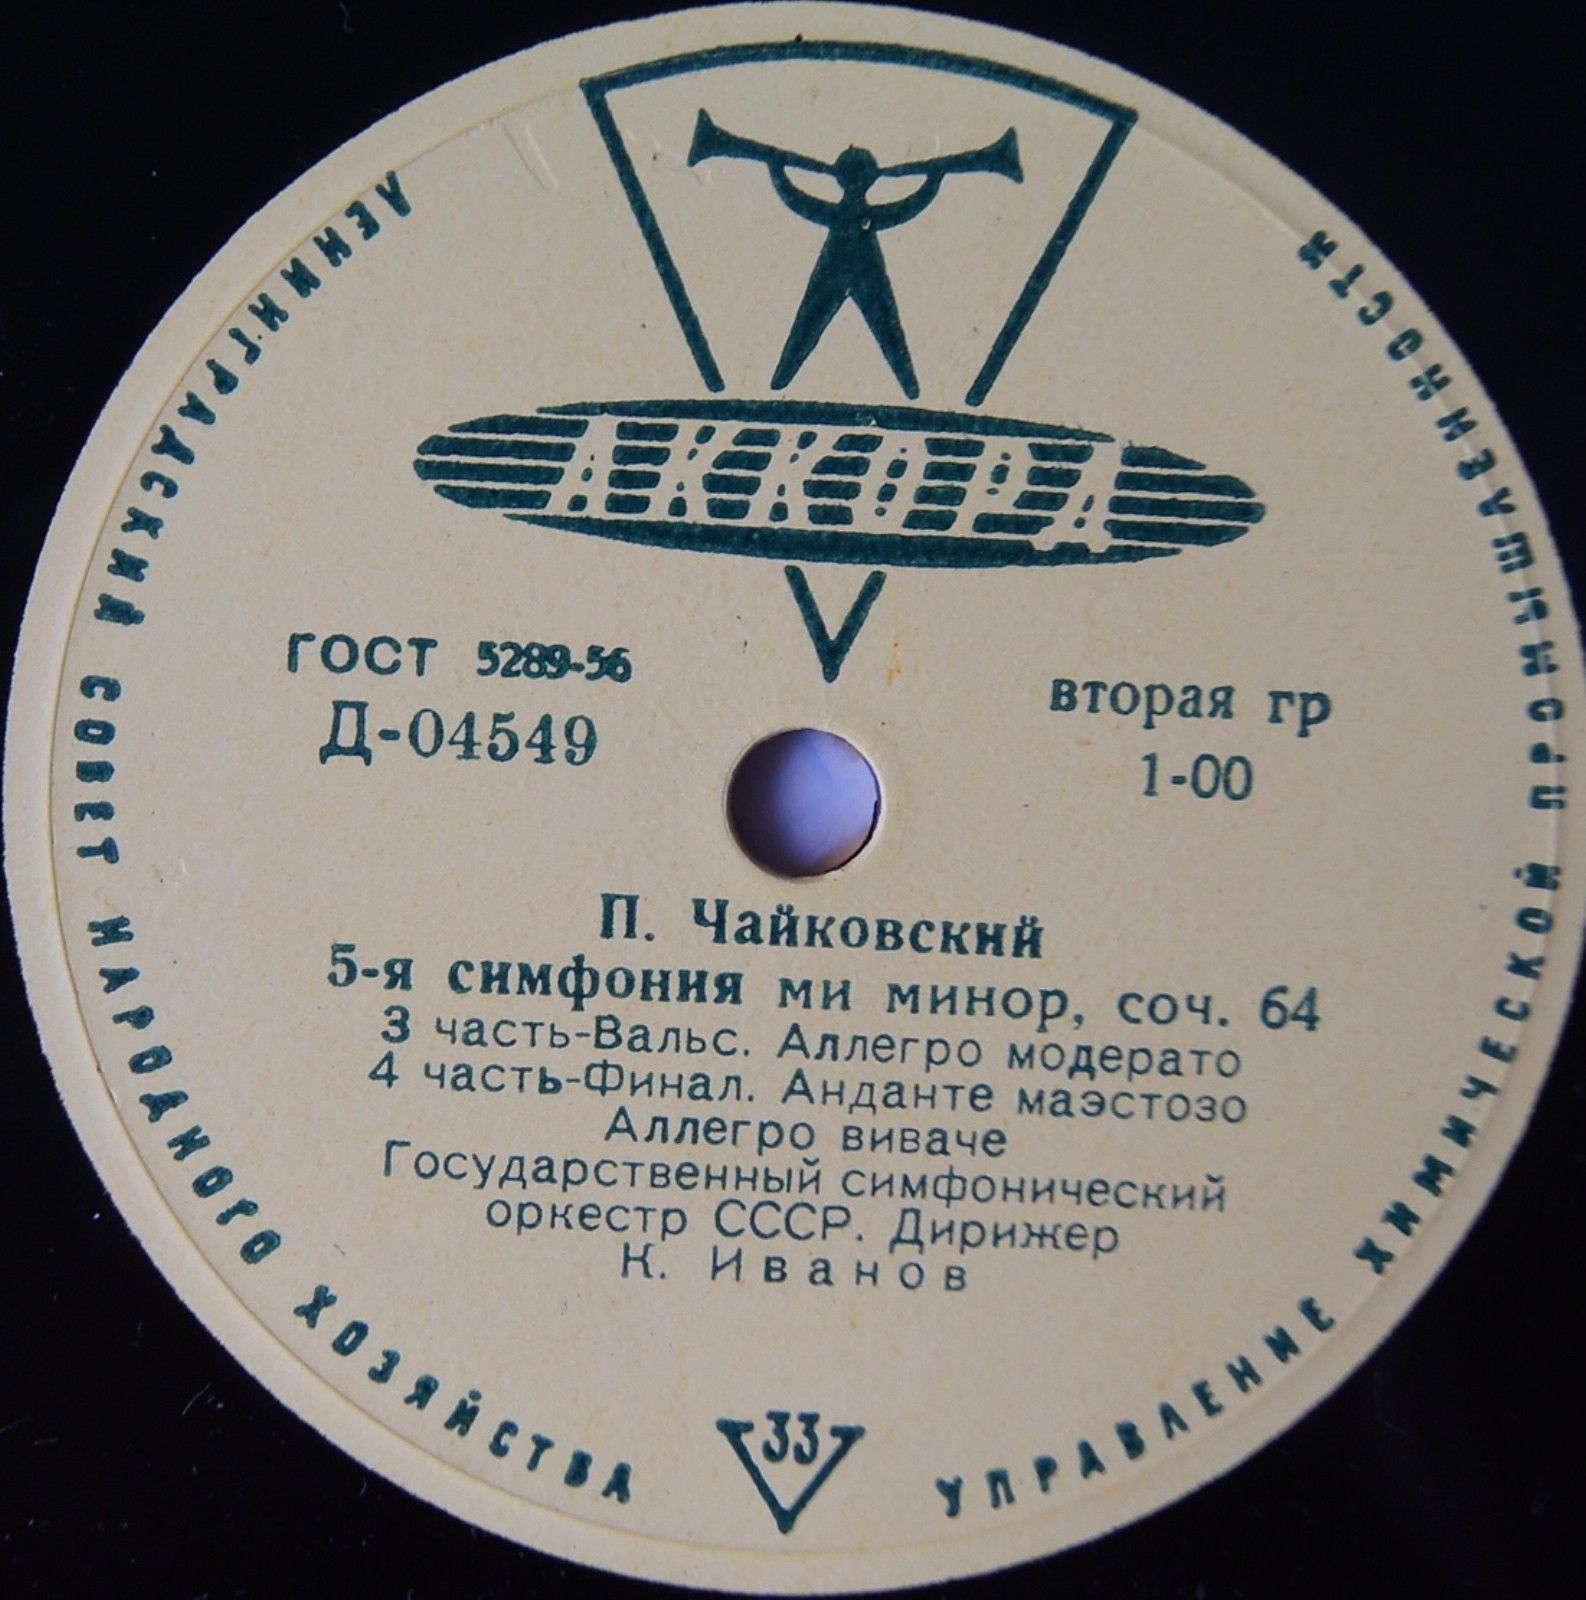 АККОРД
ЛЕНИНГРАДСКИЙ СОВЕТ НАРОДНОГО ХОЗЯЙСТВА
УПРАВЛЕНИЕ ХИМИЧЕСКОЙ ПРОМЫШЛЕННОСТИ
ГОСТ 5289-56
Д-04549
вторая гр
1-00
П. Чайковский
5-я симфония ми минор, соч. 64
3 часть-Вальс. Аллегро модерато
4 часть-Финал. Анданте маэстозо
Аллегро виваче
Государственный симфонический
оркестр СССР. Дирижер
К. Иванов
33